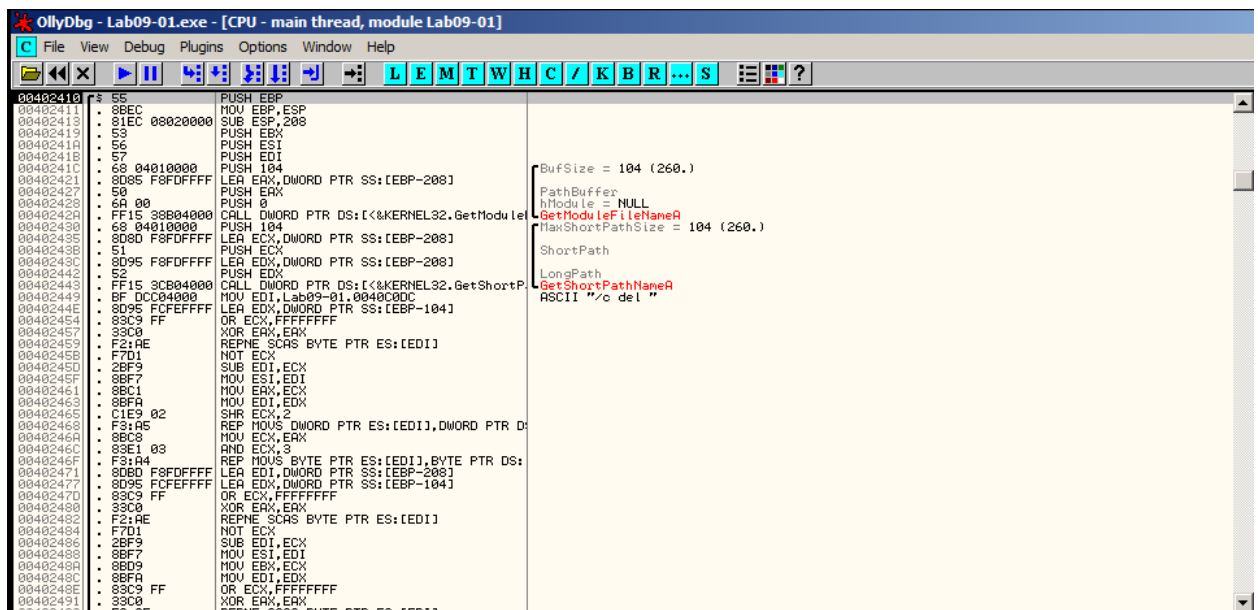 OllyDbg - Lab09-01.exe - [CPU - main thread, module Lab09-01]
C File View Debug Plugins Options Window Help
L E M T W H C / K B R ... S ?
00402410 $ 55 PUSH EBP
00402411 . 8BEC MOV EBP,ESP
00402413 . 81EC 08020000 SUB ESP,208
00402419 . 53 PUSH EBX
0040241A . 56 PUSH ESI
0040241B . 57 PUSH EDI
0040241C . 68 04010000 PUSH 104 BufSize = 104 (260.)
00402421 . 8D85 F8FDFFFF LEA EAX,DWORD PTR SS:[EBP-208]
00402427 . 50 PUSH EAX PathBuffer
00402428 . 6A 00 PUSH 0 hModule = NULL
0040242A . FF15 38B04000 CALL DWORD PTR DS:[<&KERNEL32.GetModule GetModuleFileNameA
00402430 . 68 04010000 PUSH 104 MaxShortPathSize = 104 (260.)
00402435 . 8D8D F8FDFFFF LEA ECX,DWORD PTR SS:[EBP-208]
0040243B . 51 PUSH ECX ShortPath
0040243C . 8D95 F8FDFFFF LEA EDX,DWORD PTR SS:[EBP-208]
00402442 . 52 PUSH EDX LongPath
00402443 . FF15 3CB04000 CALL DWORD PTR DS:[<&KERNEL32.GetShortP GetShortPathNameA
00402449 . BF DCC04000 MOV EDI,Lab09-01.0040C0DC ASCII "/c del "
0040244E . 8D95 FCFEFFFF LEA EDX,DWORD PTR SS:[EBP-104]
00402454 . 83C9 FF OR ECX,FFFFFFFF
00402457 . 33C0 XOR EAX,EAX
00402459 . F2:AE REPNE SCAS BYTE PTR ES:[EDI]
0040245B . F7D1 NOT ECX
0040245D . 2BF9 SUB EDI,ECX
0040245F . 8BF7 MOV ESI,EDI
00402461 . 8BC1 MOV EAX,ECX
00402463 . 8BFA MOV EDI,EDX
00402465 . C1E9 02 SHR ECX,2
00402468 . F3:A5 REP MOVS DWORD PTR ES:[EDI],DWORD PTR D
0040246A . 8BC8 MOV ECX,EAX
0040246C . 83E1 03 AND ECX,3
0040246F . F3:A4 REP MOVS BYTE PTR ES:[EDI],BYTE PTR DS:
00402471 . 8DBD F8FDFFFF LEA EDI,DWORD PTR SS:[EBP-208]
00402477 . 8D95 FCFEFFFF LEA EDX,DWORD PTR SS:[EBP-104]
0040247D . 83C9 FF OR ECX,FFFFFFFF
00402480 . 33C0 XOR EAX,EAX
00402482 . F2:AE REPNE SCAS BYTE PTR ES:[EDI]
00402484 . F7D1 NOT ECX
00402486 . 2BF9 SUB EDI,ECX
00402488 . 8BF7 MOV ESI,EDI
0040248A . 8BD9 MOV EBX,ECX
0040248C . 8BFA MOV EDI,EDX
0040248E . 83C9 FF OR ECX,FFFFFFFF
00402491 . 33C0 XOR EAX,EAX